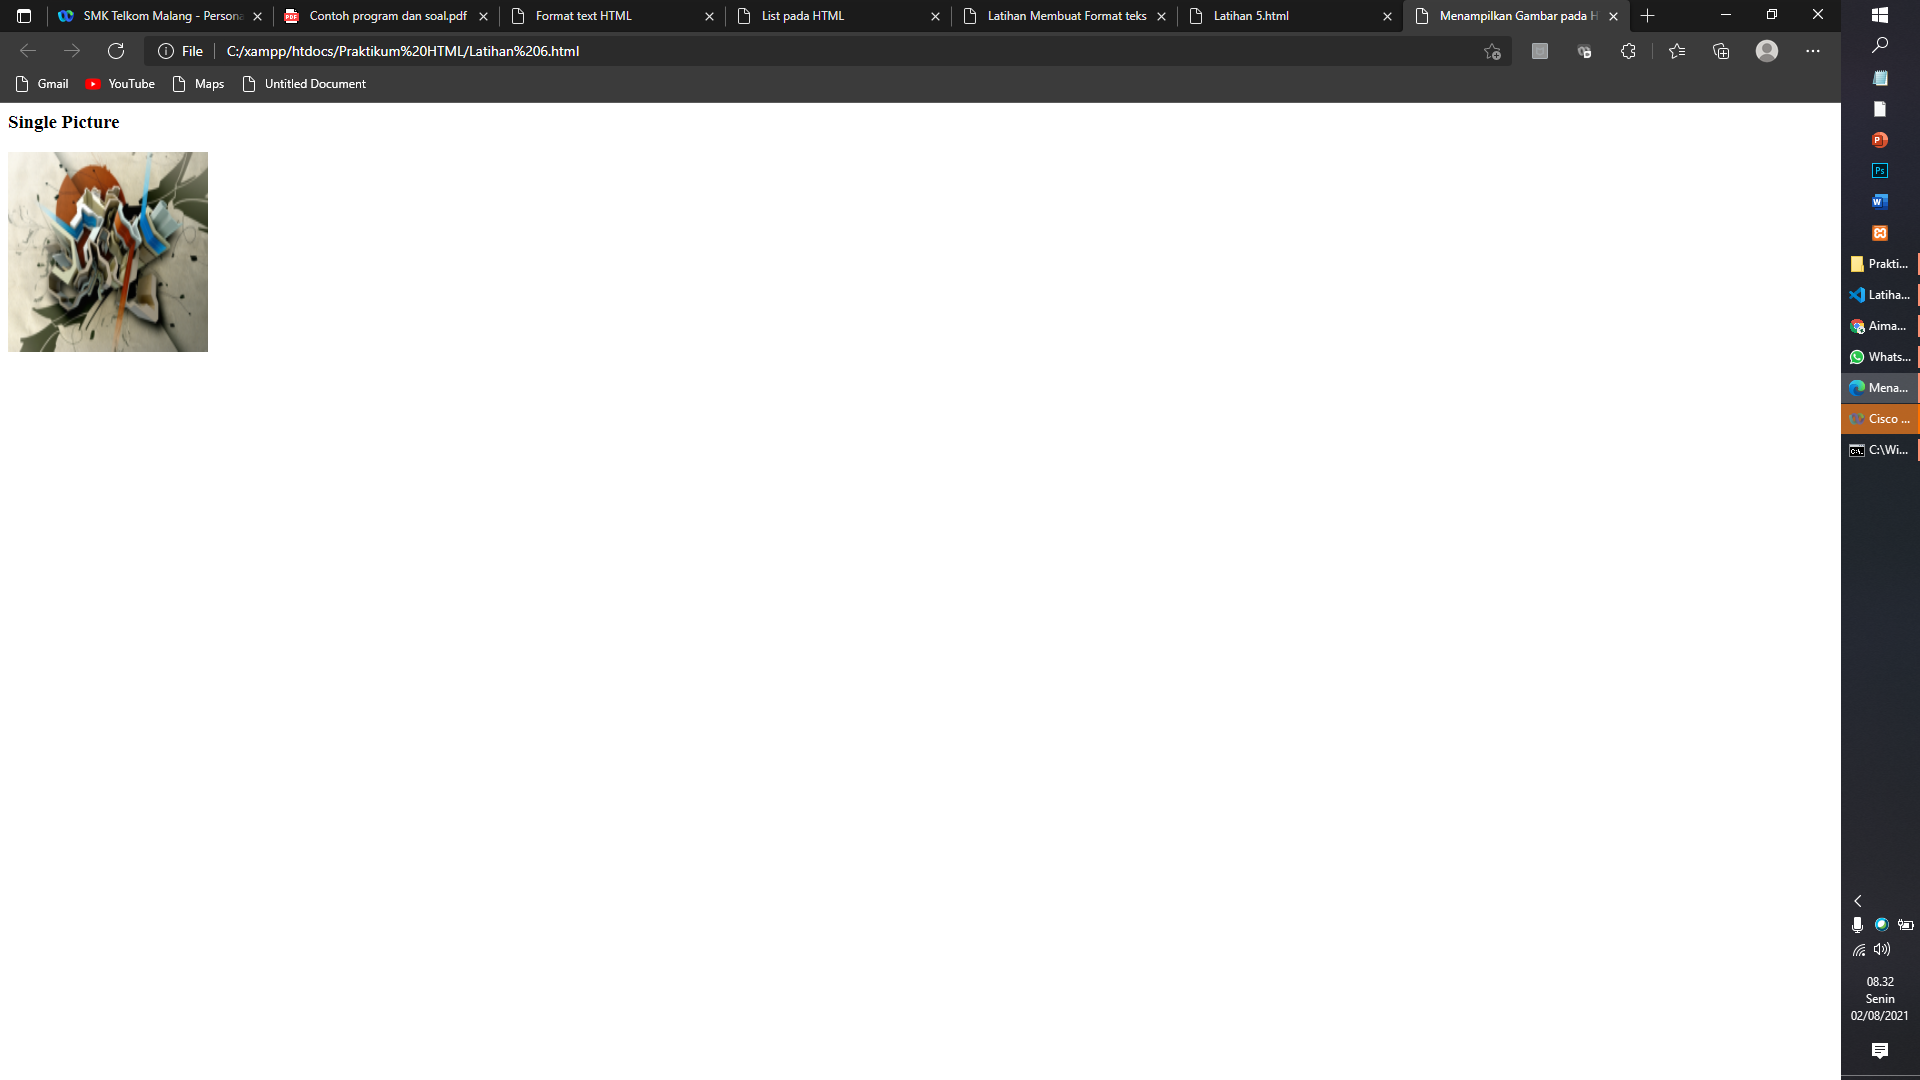 SMK Telkom Malang - Persona
Contoh program dan soal.pdf
Format text HTML
List pada HTML
Latihan Membuat Format teks
Latihan 5.html
Menampilkan Gambar pada H
File
C:/xampp/htdocs/Praktikum%20HTML/Latihan%206.html
Gmail
YouTube
Maps
Untitled Document
Single Picture
Prakti...
Latiha...
Aima...
Whats...
Mena...
Cisco ...
C:\Wi...
08.32
Senin
02/08/2021